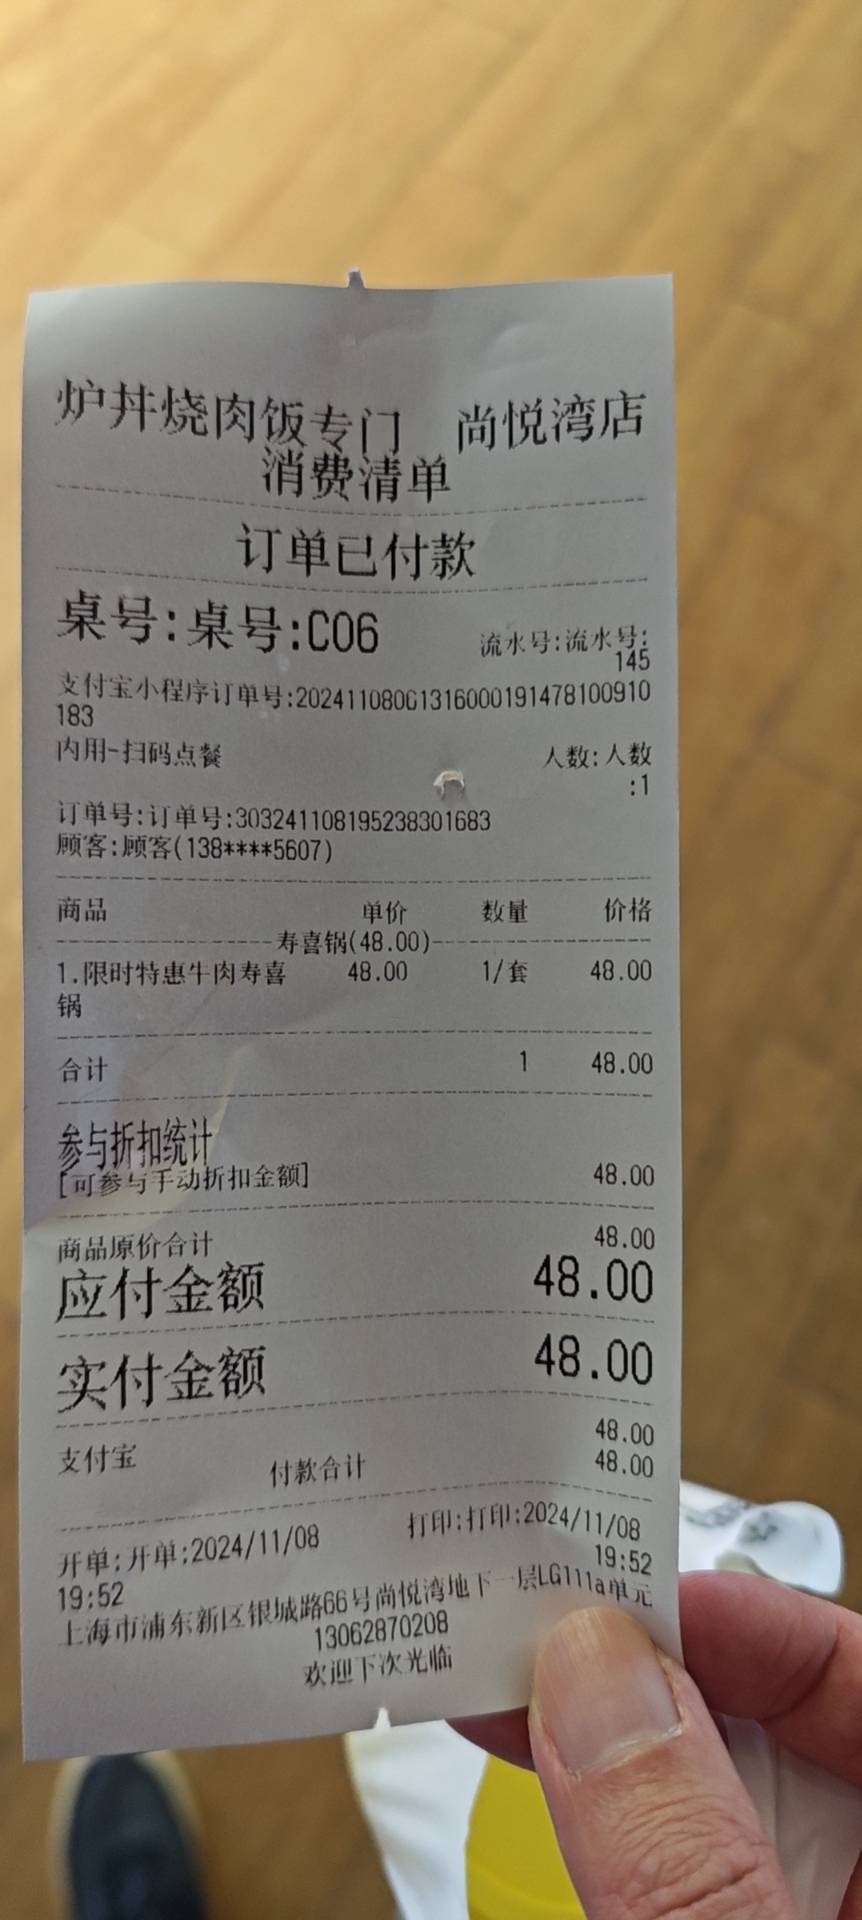 炉丼烧肉饭专门 尚悦湾店
消费清单
订单已付款
桌号:桌号:C06 流水号:流水号:
145
支付宝小程序订单号:2024110800131600019147810091​0
183
内用-扫码点餐 人数:人数
:1
订单号:订单号:303241108195238301683
顾客:顾客(138****5607)
商品 单价 数量 价格
寿喜锅(48.00)
1.限时特惠牛肉寿喜 48.00 1/套 48.00
锅
合计 1 48.00
参与折扣统计
[可参与手动折扣金额] 48.00
商品原价合计 48.00
应付金额 48.00
实付金额 48.00
支付宝 48.00
付款合计 48.00
开单:开单:2024/11/08 打印:打印:2024/11/08
19:52 19:52
上海市浦东新区银城路66号尚悦湾地下一层LG111a单元
13062870208
欢迎下次光临